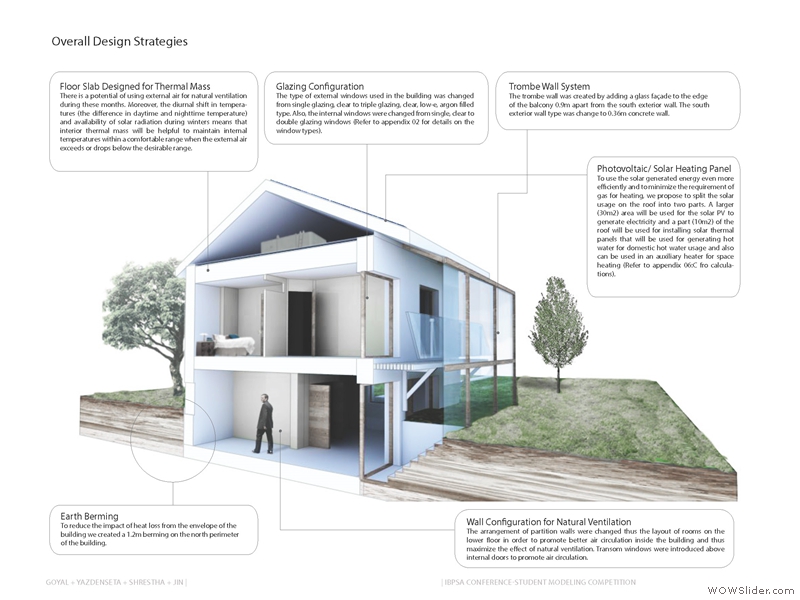 Overall Design Strategies
Floor Slab Designed for Thermal Mass
There is a potential of using external air for natural ventilation
during these months. Moreover, the diurnal shift in tempera-
tures (the difference in daytime and nighttime temperature)
and availability of solar radiation during winters means that
interior thermal mass will be helpful to maintain internal
temperatures within a comfortable range when the external air
exceeds or drops below the desirable range.
Glazing Configuration
The type of external windows used in the building was changed
from single glazing, clear to triple glazing, clear, low-e, argon filled
type. Also, the internal windows were changed from single, clear to
double glazing windows (Refer to appendix 02 for details on the
window types).
Trombe Wall System
The trombe wall was created by adding a glass façade to the edge
of the balcony 0.9m apart from the south exterior wall. The south
exterior wall type was change to 0.36m concrete wall.
Photovoltaic/ Solar Heating Panel
To use the solar generated energy even more
efficiently and to minimize the requirement of
gas for heating, we propose to split the solar
usage on the roof into two parts. A larger
(30m2) area will be used for the solar PV to
generate electricity and a part (10m2) of the
roof will be used for installing solar thermal
panels that will be used for generating hot
water for domestic hot water usage and also
can be used in an auxiliary heater for space
heating (Refer to appendix 06:C fro calcula-
tions).
Earth Berming
To reduce the impact of heat loss from the envelope of the
building we created a 1.2m berming on the north perimeter
of the building.
Wall Configuration for Natural Ventilation
The arrangement of partition walls were changed thus the layout of rooms on the
lower floor in order to promote better air circulation inside the building and thus
maximize the effect of natural ventilation. Transom windows were introduced above
internal doors to promote air circulation.
GOYAL + YAZDENSETA + SHRESTHA + JIN |
| IBPSA CONFERENCE-STUDENT MODELING COMPETITION
WOWSlider.com